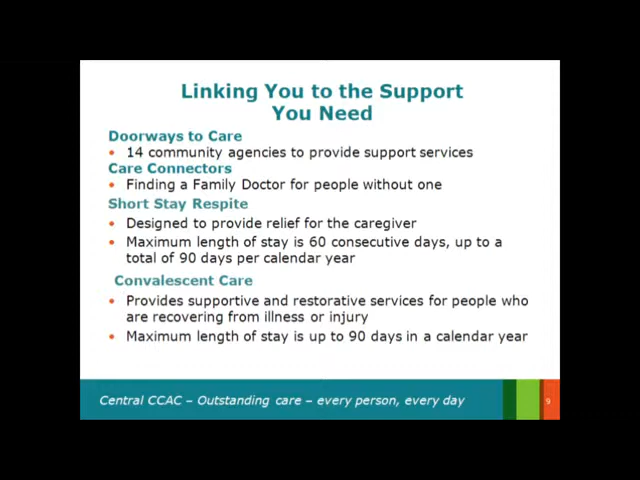 Linking You to the Support
You Need
Doorways to Care
• 14 community agencies to provide support services
Care Connectors
• Finding a Family Doctor for people without one
Short Stay Respite
• Designed to provide relief for the caregiver
• Maximum length of stay is 60 consecutive days, up to a
total of 90 days per calendar year
Convalescent Care
• Provides supportive and restorative services for people who
are recovering from illness or injury
• Maximum length of stay is up to 90 days in a calendar year
Central CCAC – Outstanding care – every person, every day
9